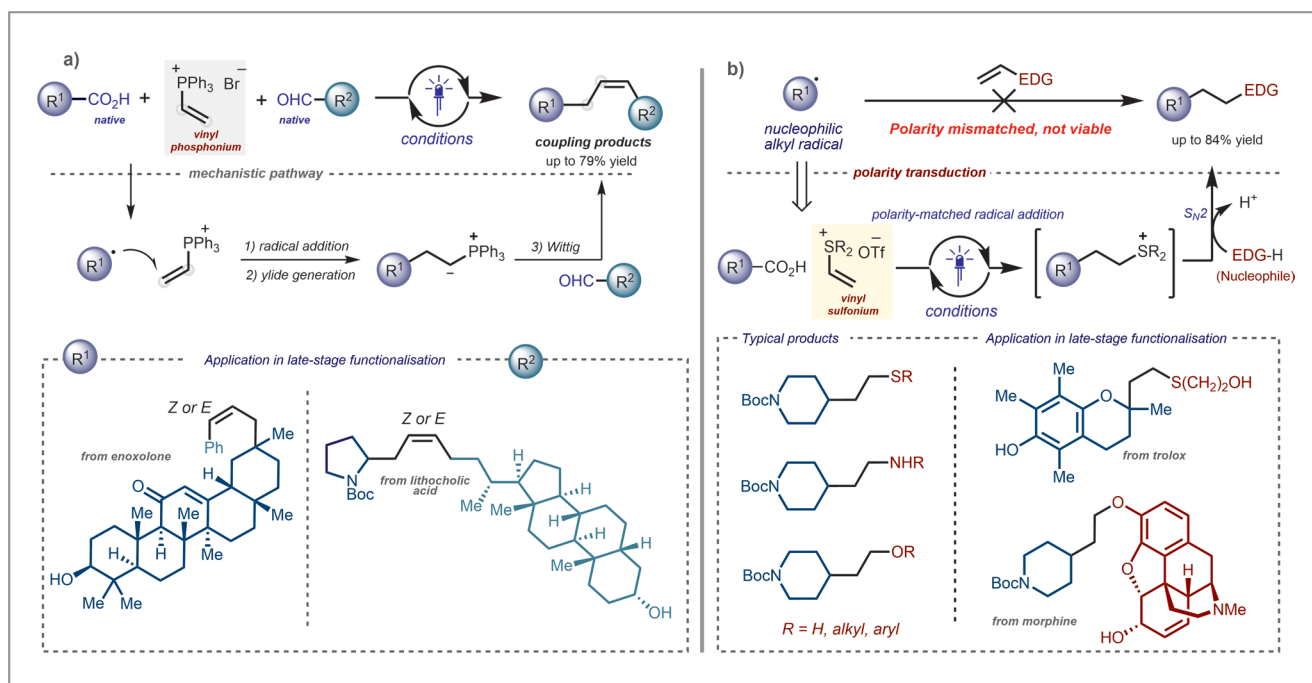 a)
R1
CO2H
native
+
+
PPh3
Br −
vinyl
phosphonium
+
OHC
R2
native
conditions
R1
R2
coupling products
up to 79% yield
mechanistic pathway
R1 •
+
PPh3
1) radical addition
2) ylide generation
R1
+
PPh3
−
3) Wittig
OHC
R2
R1
Application in late-stage functionalisation
R2
Z or E
Ph
Me
from enoxolone
O
H
Me
Me
Me
Me
H
H
HO
Me
Me
Z or E
N
Boc
from lithocholic
acid
Me
H
Me
H
H
H
Me
H
OH
b)
R1 •
nucleophilic
alkyl radical
EDG
Polarity mismatched, not viable
R1
EDG
up to 84% yield
polarity transduction
polarity-matched radical addition
R1
CO2H
+
SR2
− OTf
vinyl
sulfonium
conditions
R1
+
SR2
SN2
H+
EDG-H
(Nucleophile)
Typical products
BocN
SR
BocN
NHR
BocN
OR
R = H, alkyl, aryl
Application in late-stage functionalisation
Me
Me
O
Me
S(CH2)2OH
HO
Me
from trolox
BocN
O
O
H
NMe
HO
from morphine